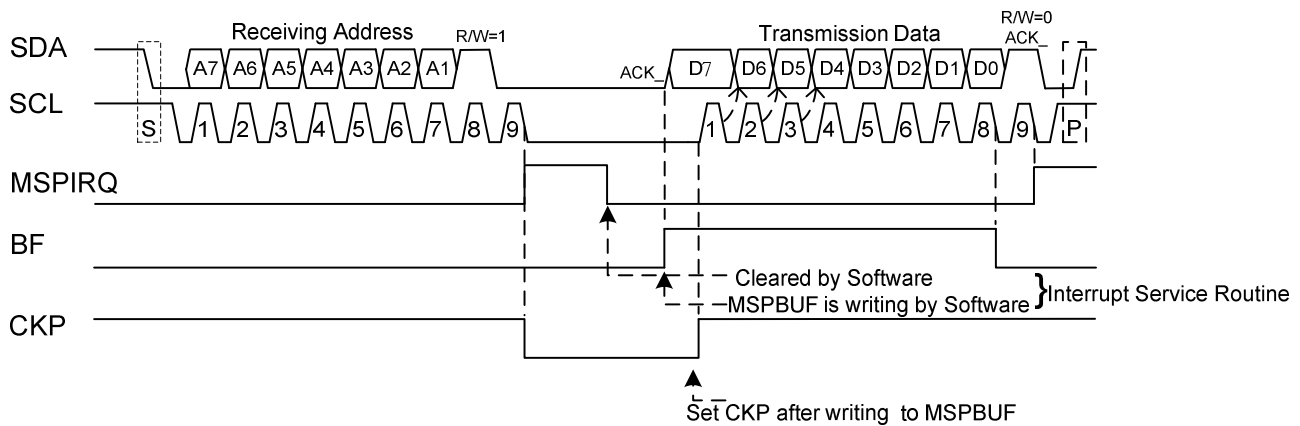 Receiving Address
R/W=1
Transmission Data
R/W=0
ACK_
SDA
A7 A6 A5 A4 A3 A2 A1
ACK_
D7 D6 D5 D4 D3 D2 D1 D0
SCL
S
1 2 3 4 5 6 7 8 9
1 2 3 4 5 6 7 8 9
P
MSPIRQ
BF
Cleared by Software
MSPBUF is writing by Software
} Interrupt Service Routine
CKP
Set CKP after writing to MSPBUF